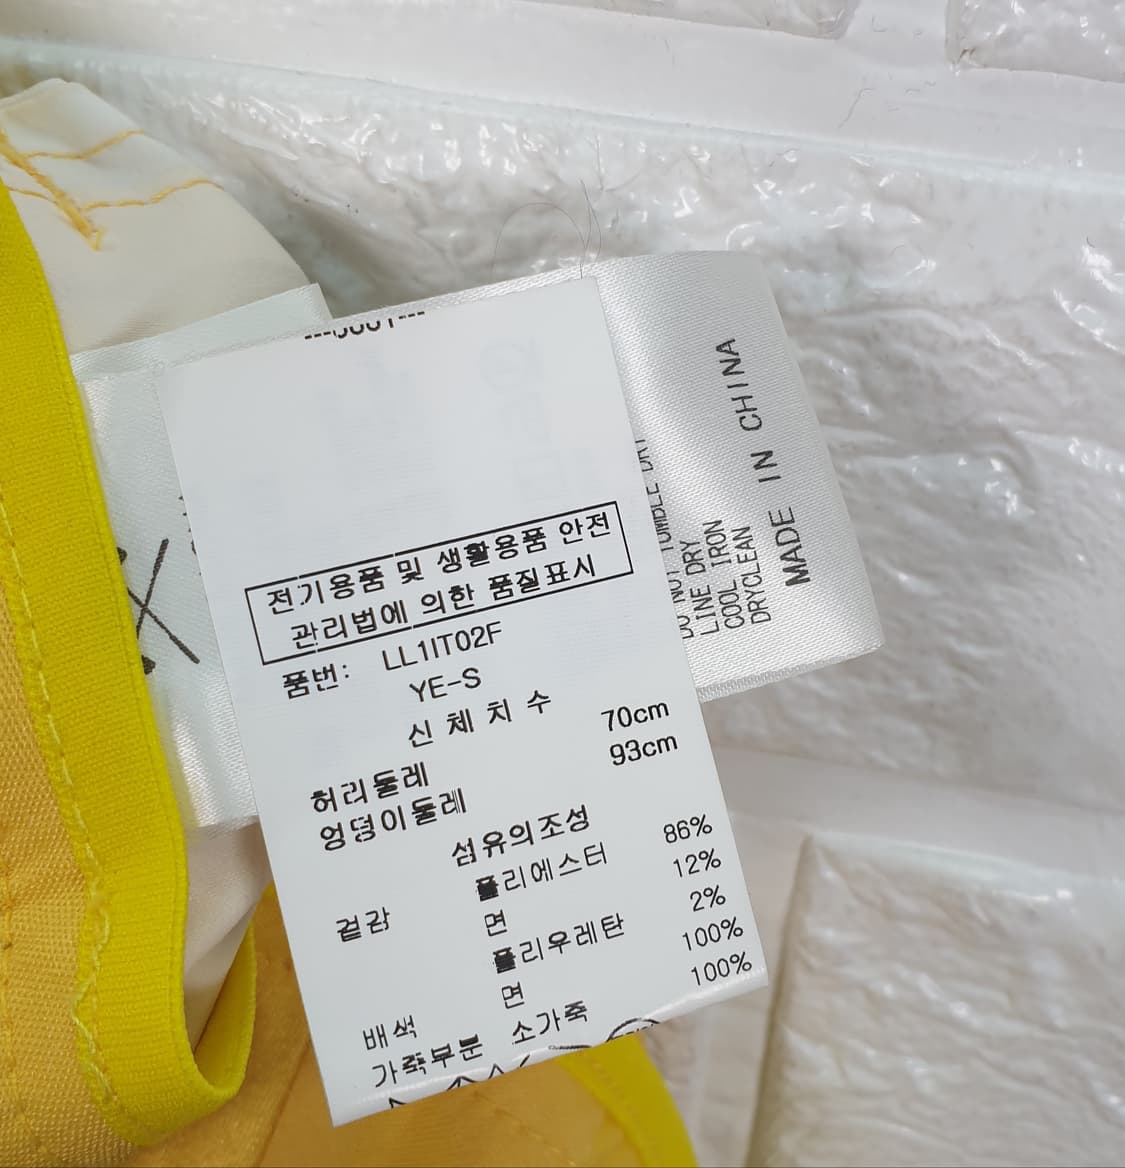 전기용품 및 생활용품 안전
관리법에 의한 품질표시
품번: LL1IT02F
YE-S
신 체 치 수
허리둘레 70cm
엉덩이둘레 93cm
섬유의조성
겉감 폴리에스터 86%
면 12%
폴리우레탄 2%
배색 면 100%
가죽부분 소가죽 100%
DO NOT TUMBLE DRY
LINE DRY
COOL IRON
DRYCLEAN
MADE IN CHINA